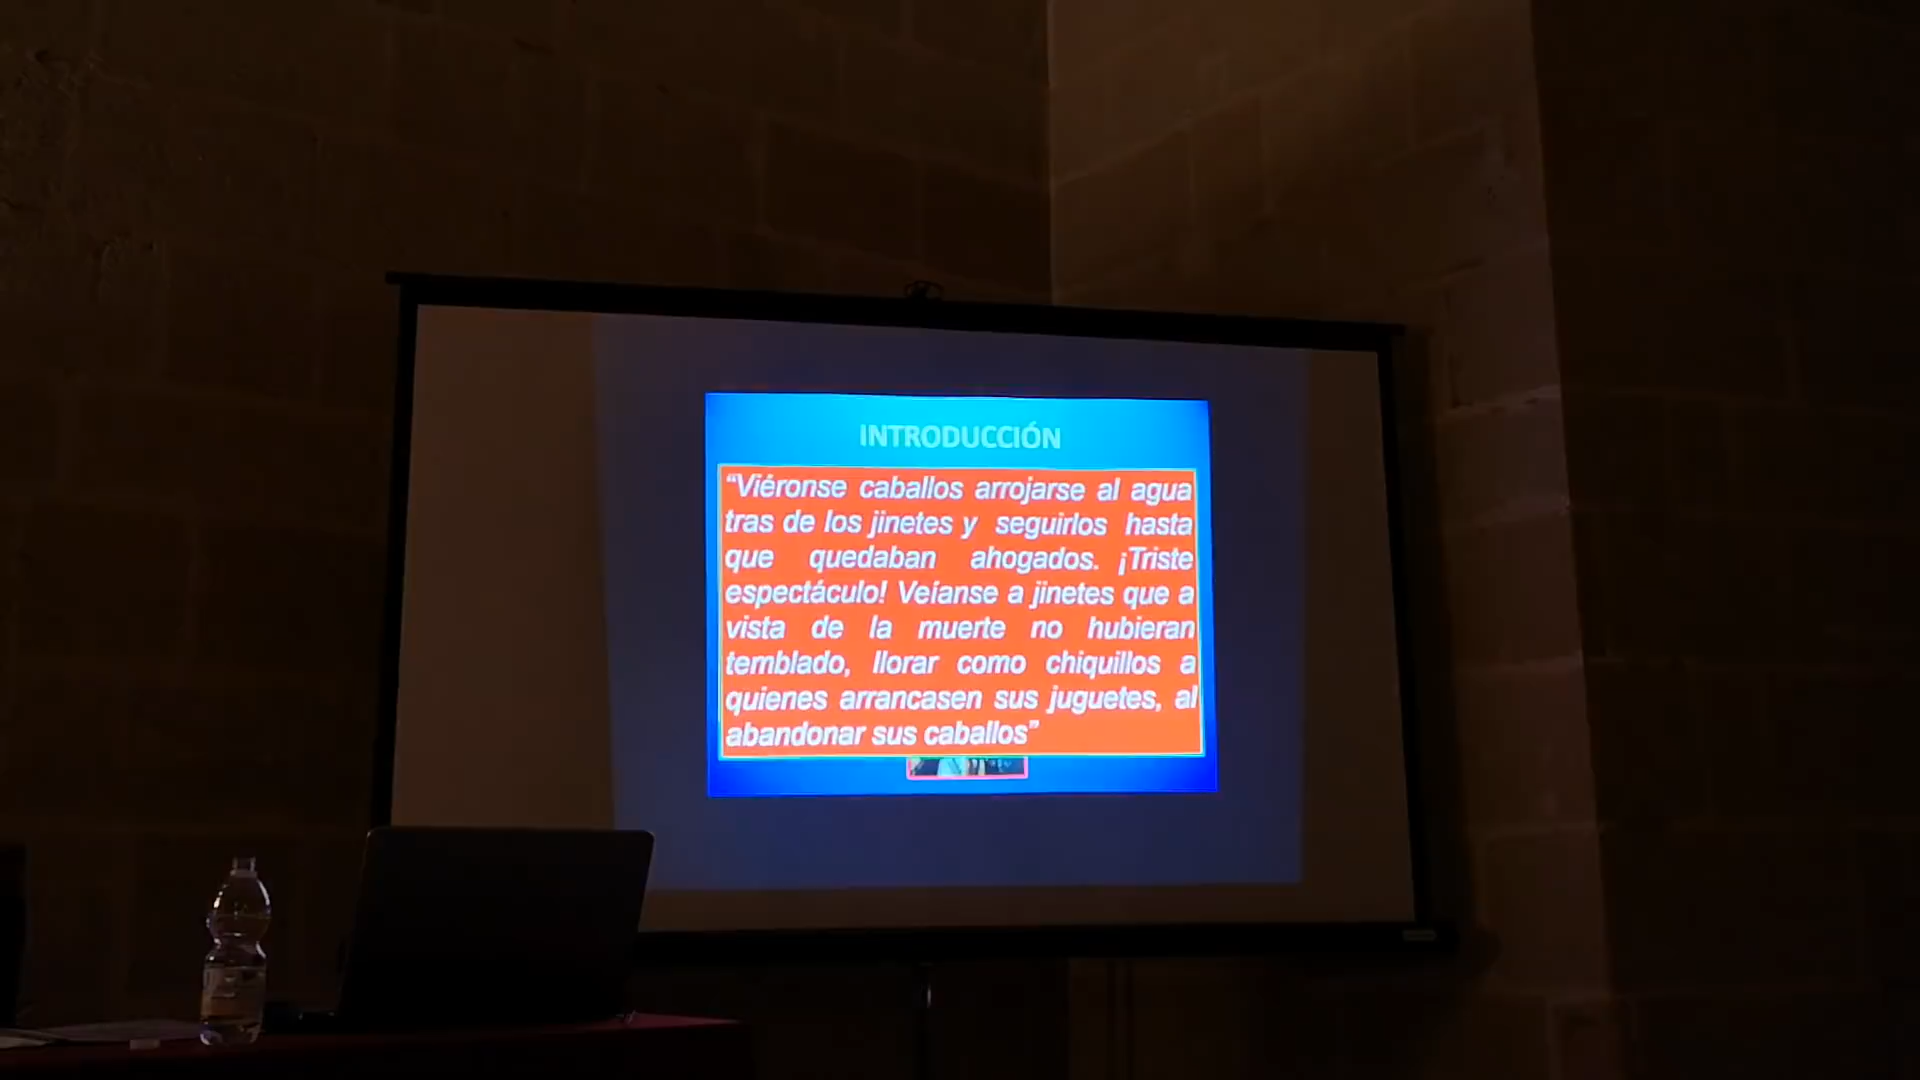 INTRODUCCIÓN
“Viéronse caballos arrojarse al agua
tras de los jinetes y seguirlos hasta
que quedaban ahogados. ¡Triste
espectáculo! Veíanse a jinetes que a
vista de la muerte no hubieran
temblado, llorar como chiquillos a
quienes arrancasen sus juguetes, al
abandonar sus caballos”